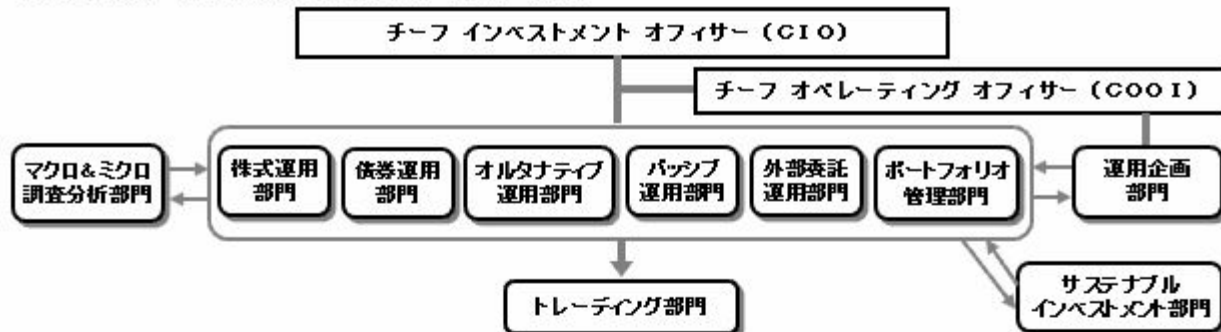 チーフ インベストメント オフィサー（ＣＩＯ）
チーフ オペレーティング オフィサー（ＣＯＯＩ）
マクロ＆ミクロ
調査分析部門
株式運用
部門
債券運用
部門
オルタナティブ
運用部門
パッシブ
運用部門
外部委託
運用部門
ポートフォリオ
管理部門
運用企画
部門
トレーディング部門
サステナブル
インベストメント部門